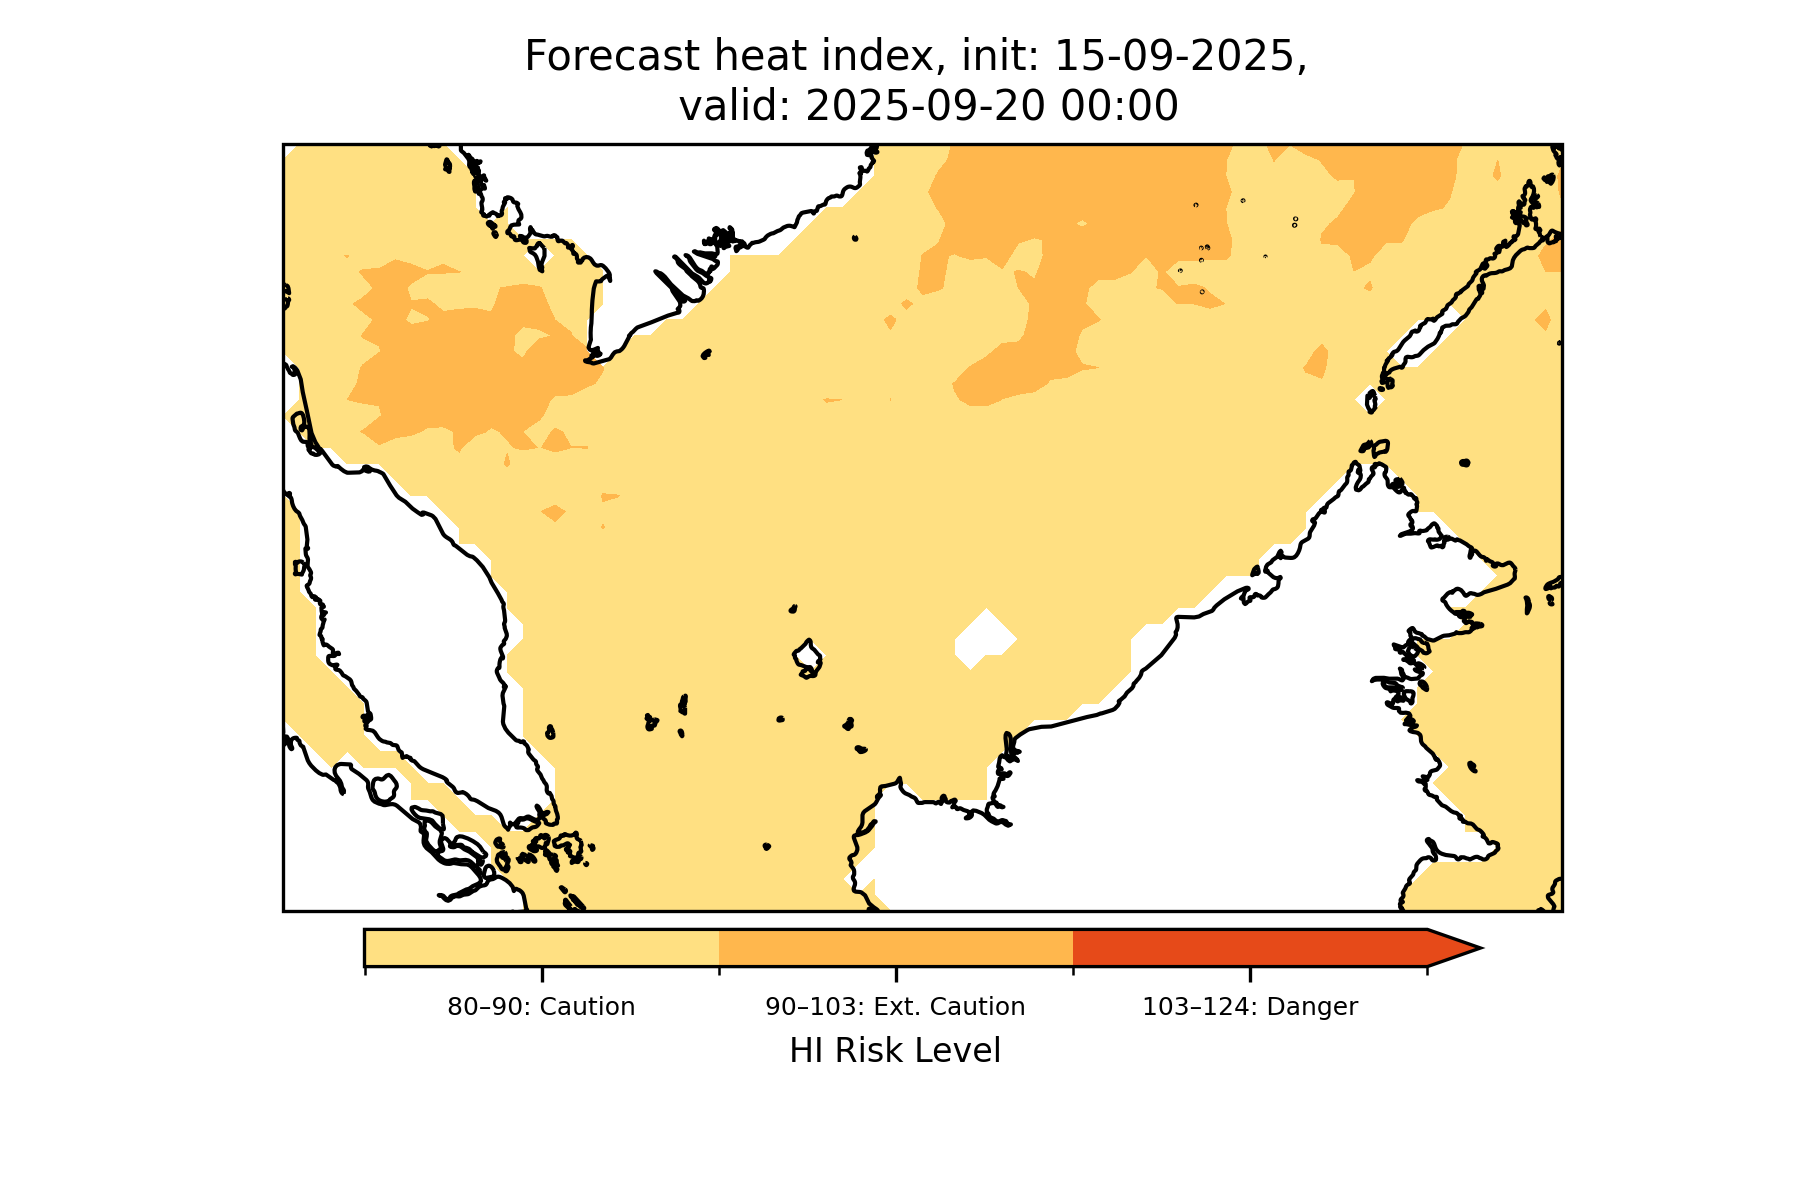 Forecast heat index, init: 15-09-2025,
valid: 2025-09-20 00:00
80–90: Caution
90–103: Ext. Caution
103–124: Danger
HI Risk Level